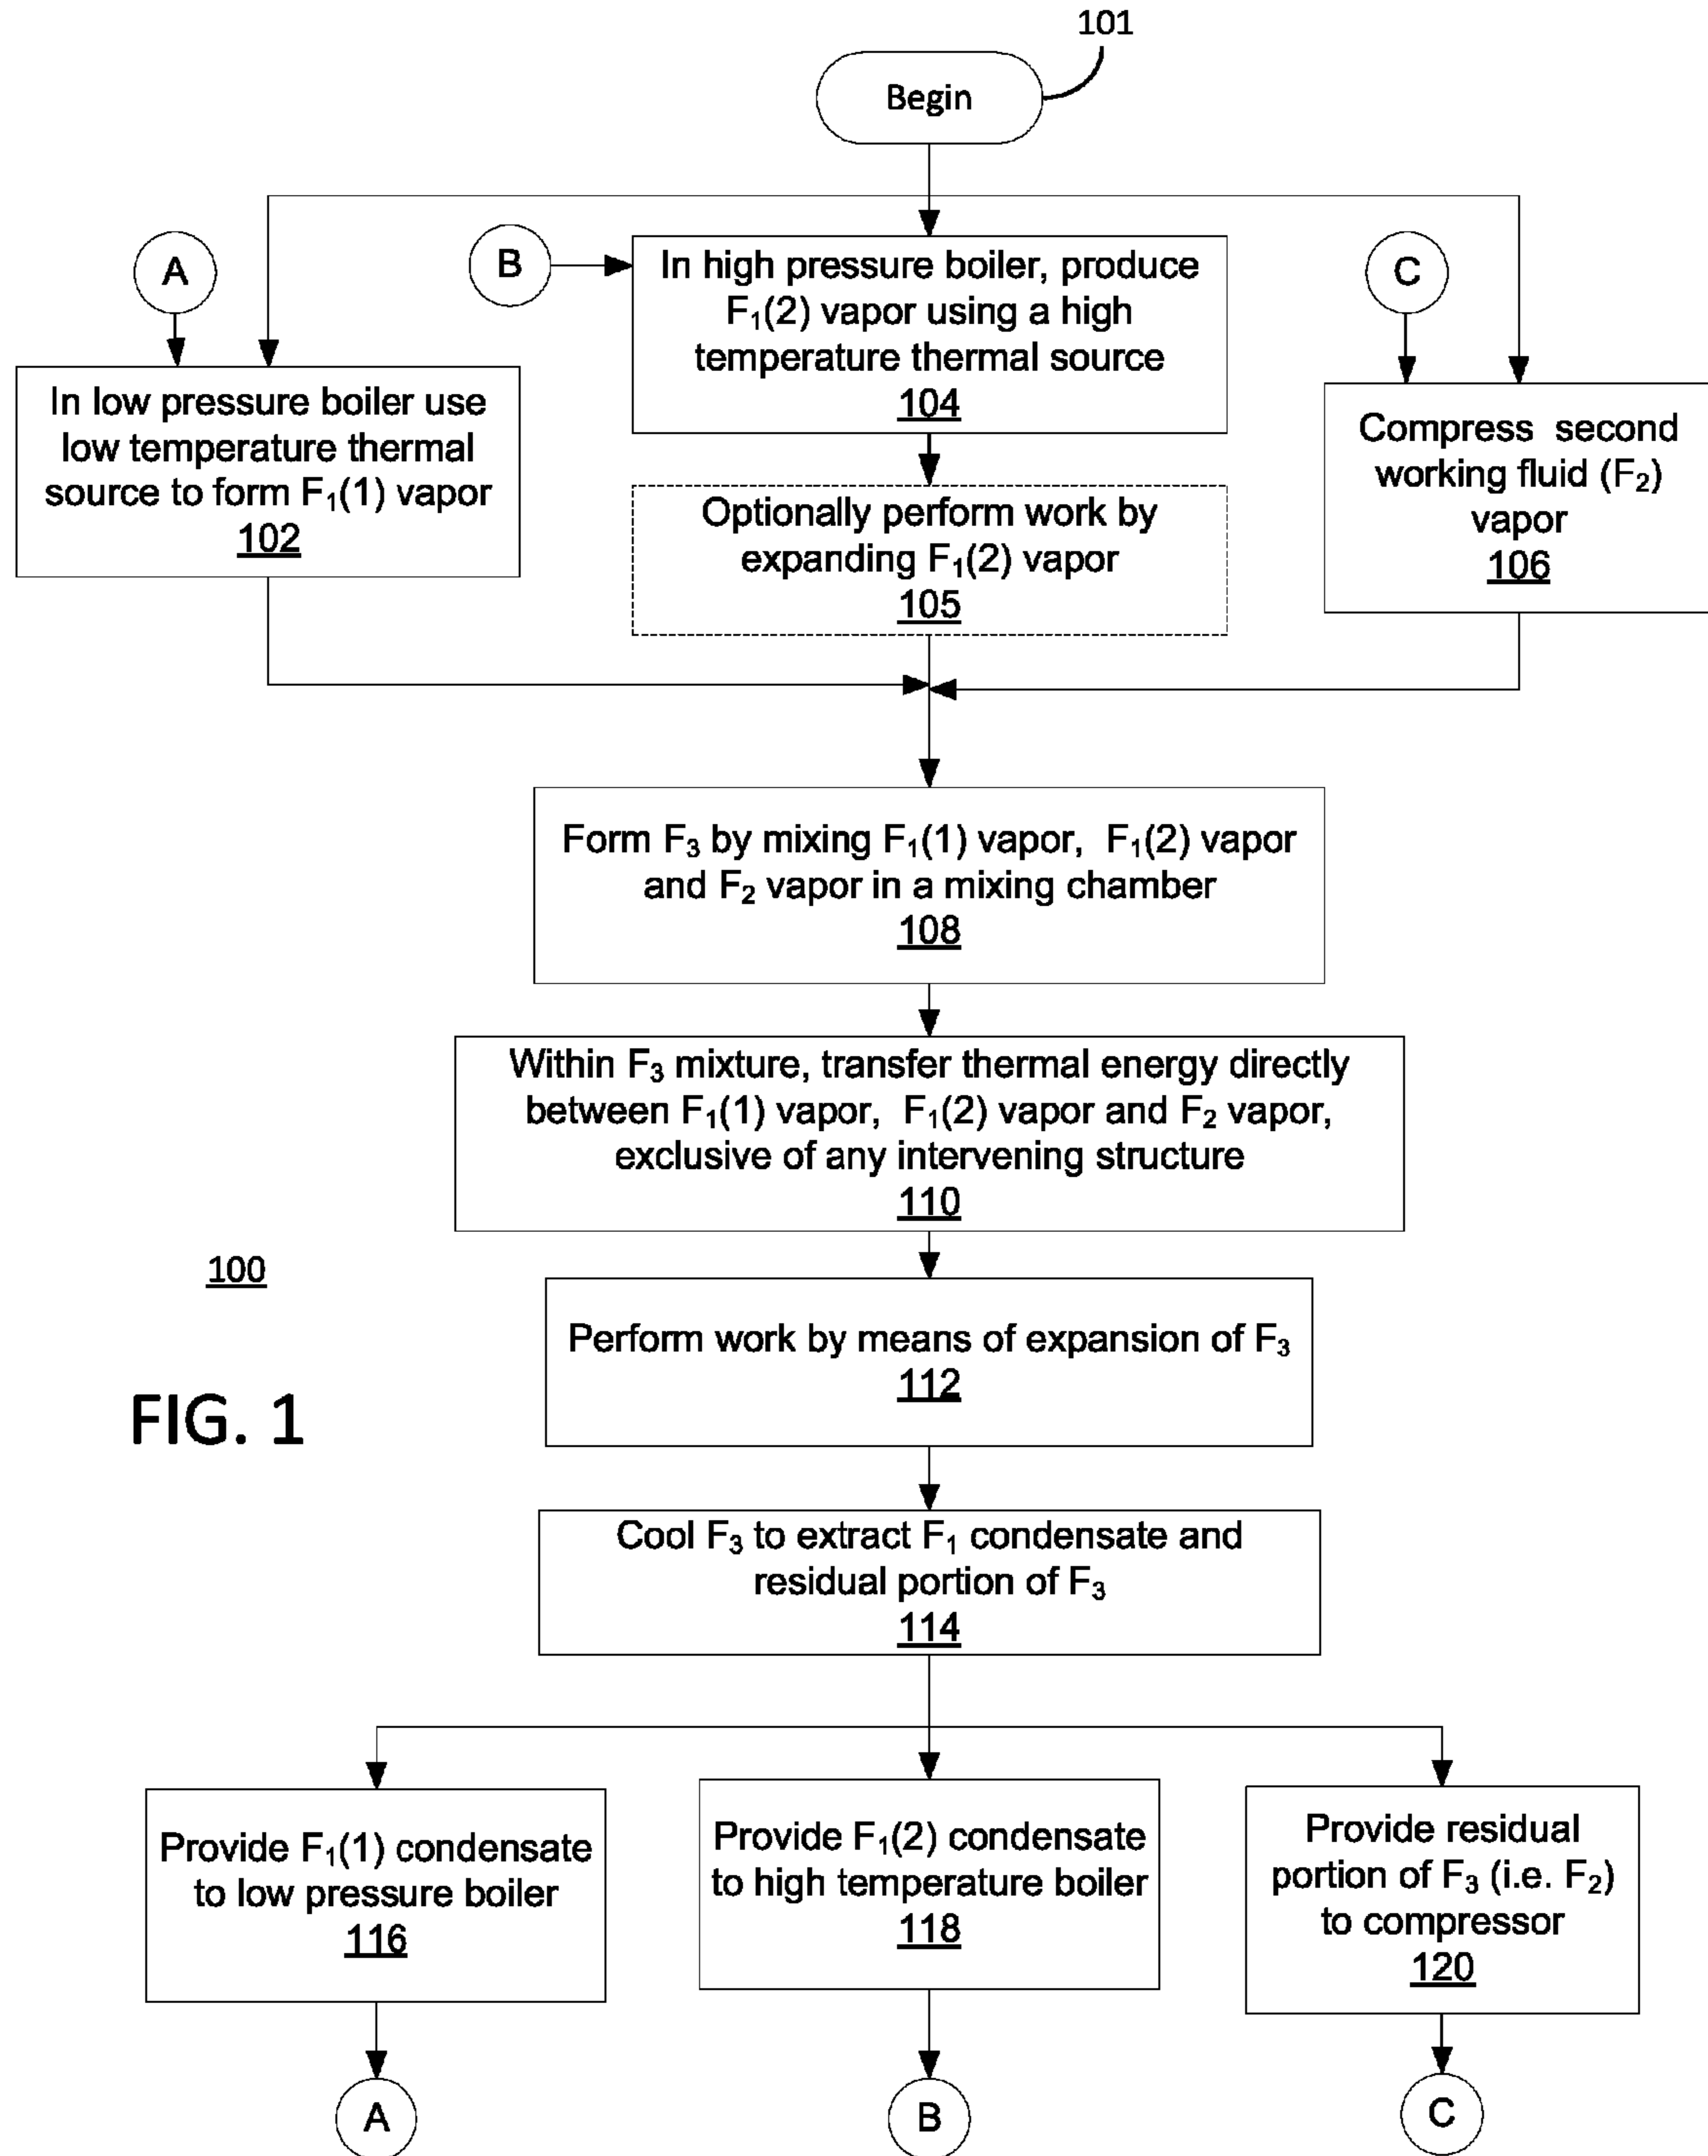 101
Begin
A
B
C
In high pressure boiler, produce
F₁(2) vapor using a high
temperature thermal source
104
In low pressure boiler use
low temperature thermal
source to form F₁(1) vapor
102
Compress second
working fluid (F₂)
vapor
106
Optionally perform work by
expanding F₁(2) vapor
105
Form F₃ by mixing F₁(1) vapor, F₁(2) vapor
and F₂ vapor in a mixing chamber
108
Within F₃ mixture, transfer thermal energy directly
between F₁(1) vapor, F₁(2) vapor and F₂ vapor,
exclusive of any intervening structure
110
100
Perform work by means of expansion of F₃
112
FIG. 1
Cool F₃ to extract F₁ condensate and
residual portion of F₃
114
Provide F₁(1) condensate
to low pressure boiler
116
Provide F₁(2) condensate
to high temperature boiler
118
Provide residual
portion of F₃ (i.e. F₂)
to compressor
120
A
B
C